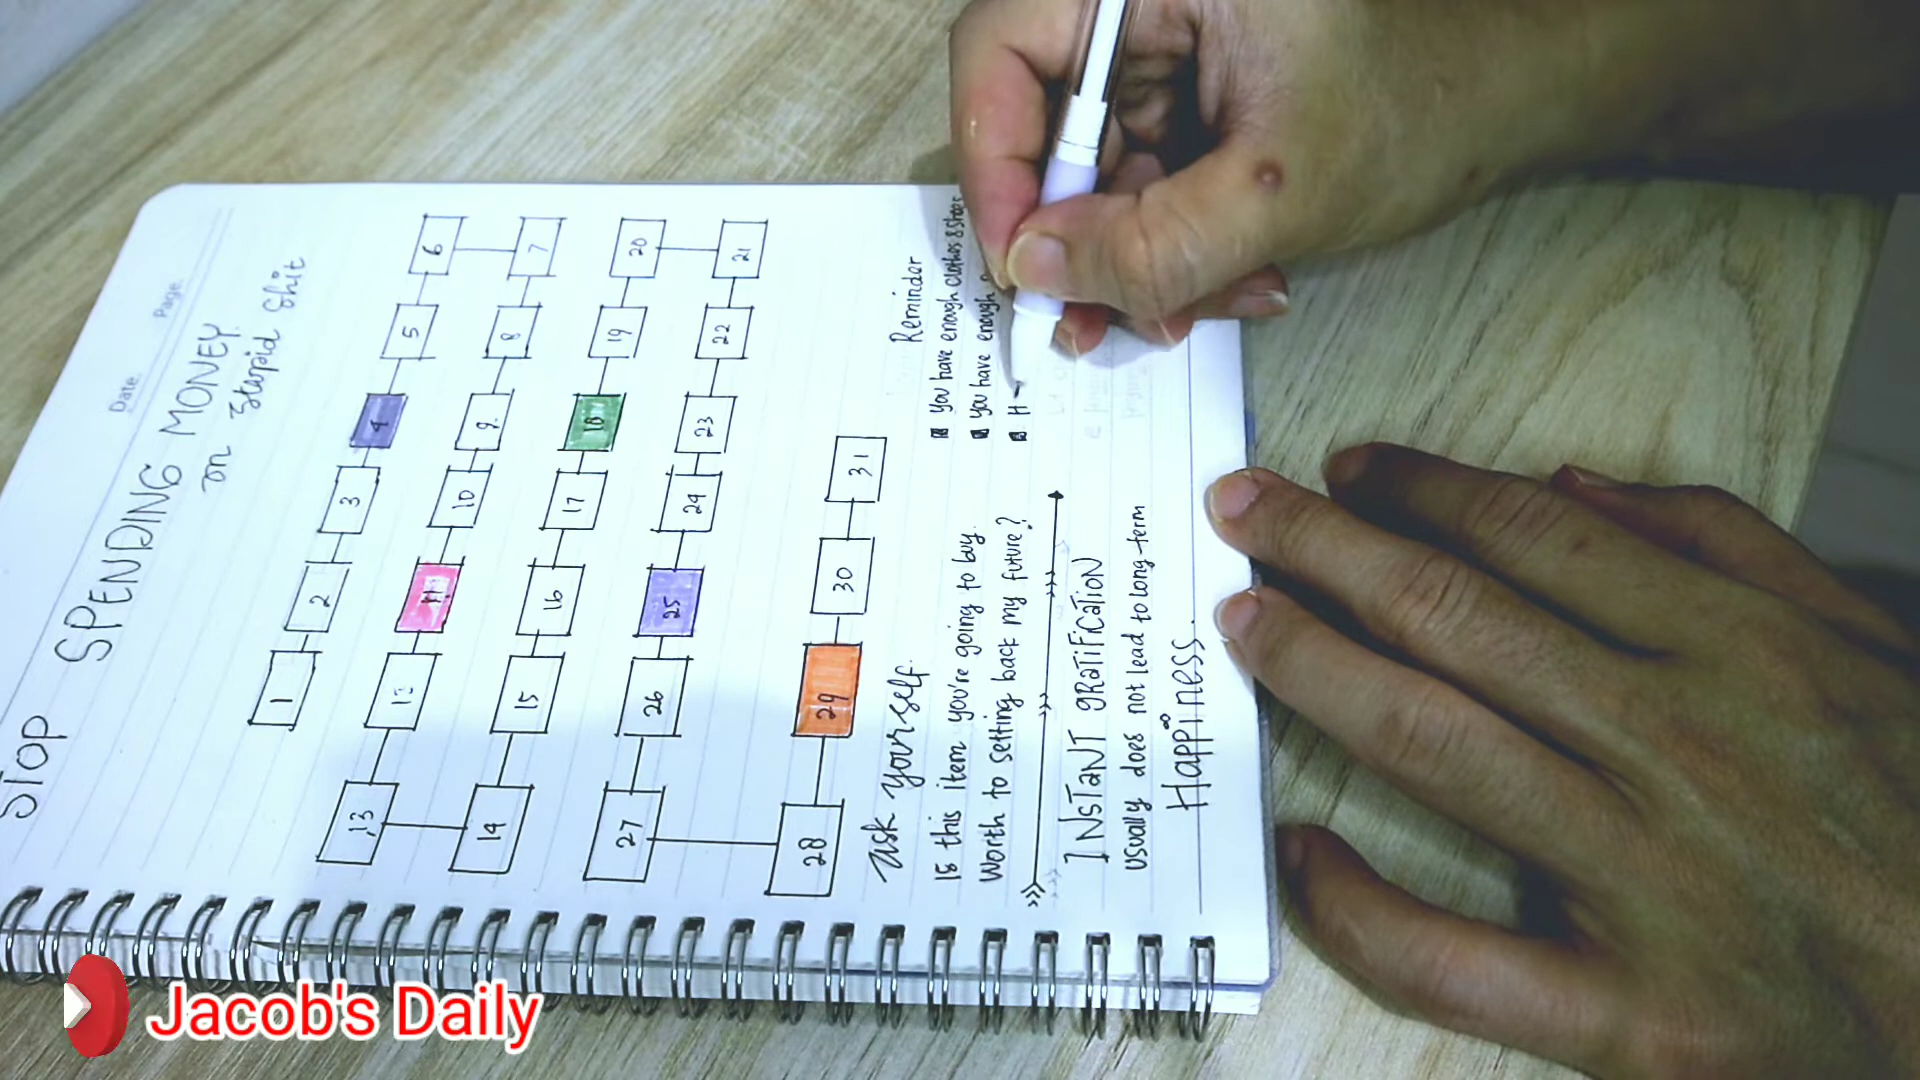 Date.
Page.
STOP SPENDING MONEY
on Stupid Shit
1 2 3 4 5 6
13 12 11 10 9 8 7
14 15 16 17 18 19 20
27 26 25 24 23 22 21
28 29 30 31
ask yourself.
Is this item you're going to buy
Worth to setting back my future?
INSTANT GRATIFICATION
usually does not lead to long-term
Happiness.
Reminder
You have enough clothes & shoes
You have enough
H
Jacob's Daily